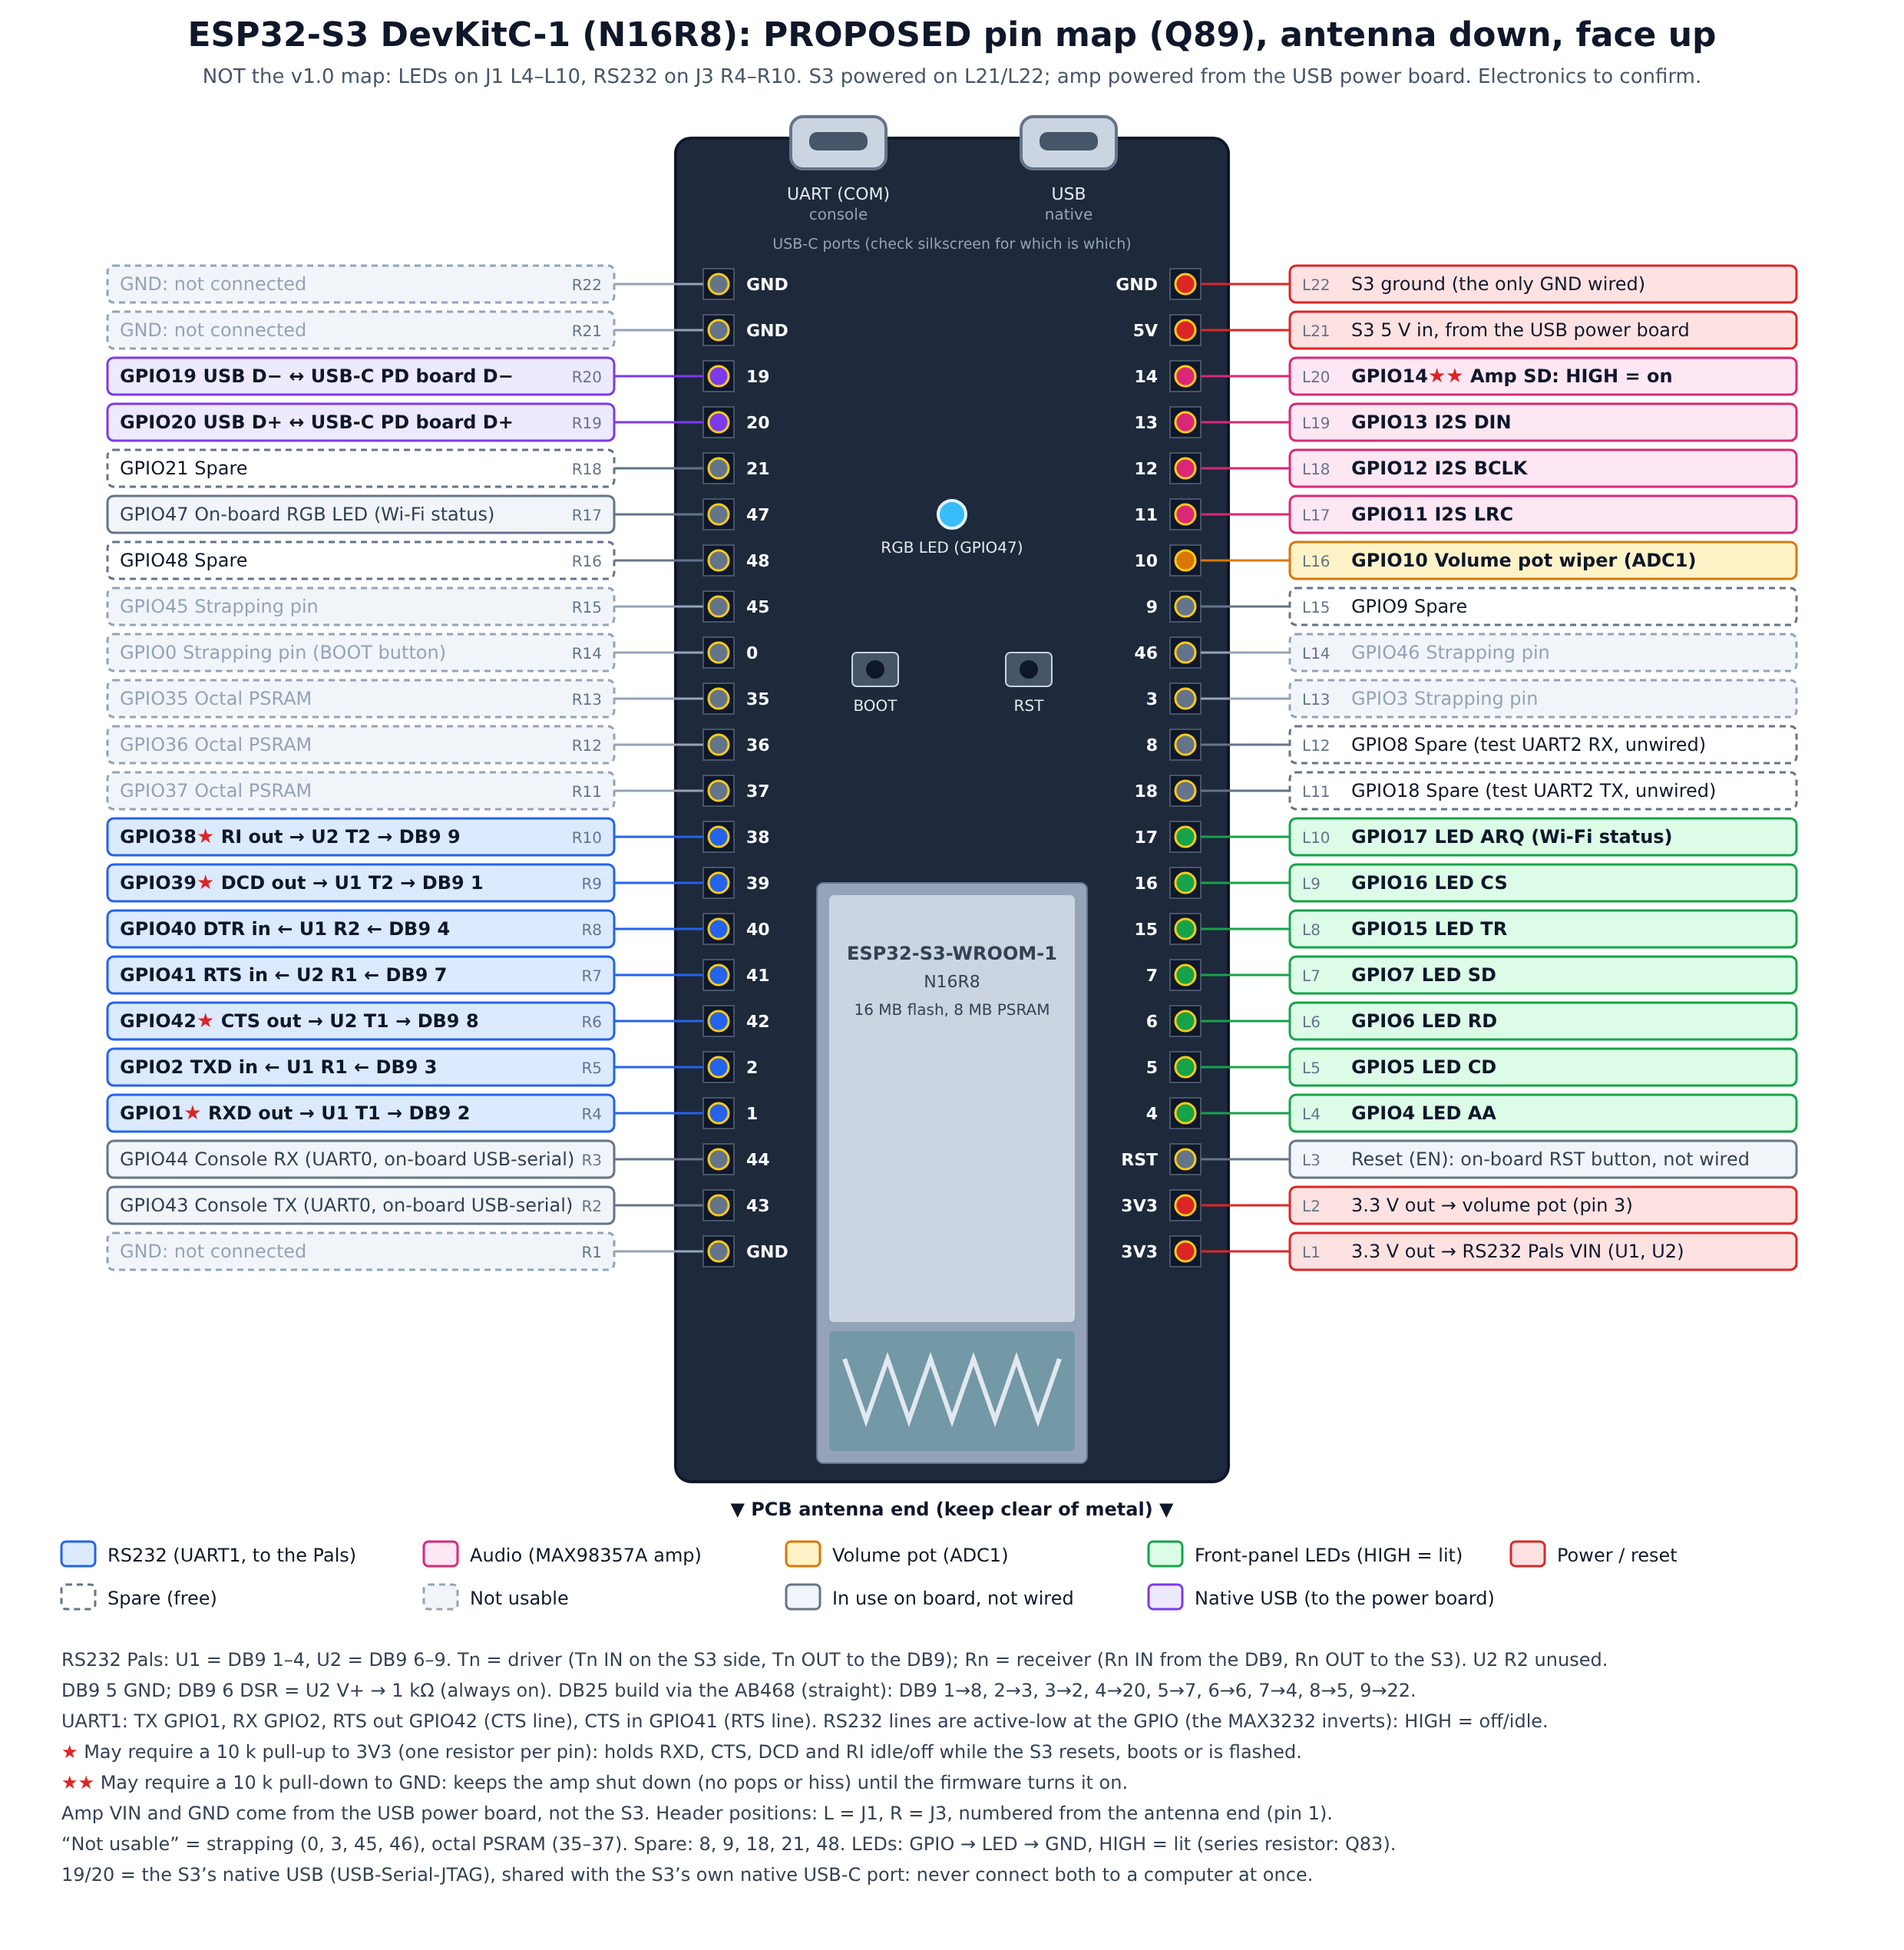 ESP32-S3 DevKitC-1 (N16R8): PROPOSED pin map (Q89), antenna down, face up
NOT the v1.0 map: LEDs on J1 L4–L10, RS232 on J3 R4–R10. S3 powered on L21/L22; amp powered from the USB power board. Electronics to confirm.
UART (COM)
console
USB
native
USB-C ports (check silkscreen for which is which)
GND: not connected R22 GND
GND: not connected R21 GND
GPIO19 USB D− ↔ USB-C PD board D− R20 19
GPIO20 USB D+ ↔ USB-C PD board D+ R19 20
GPIO21 Spare R18 21
GPIO47 On-board RGB LED (Wi-Fi status) R17 47
GPIO48 Spare R16 48
GPIO45 Strapping pin R15 45
GPIO0 Strapping pin (BOOT button) R14 0
GPIO35 Octal PSRAM R13 35
GPIO36 Octal PSRAM R12 36
GPIO37 Octal PSRAM R11 37
GPIO38★ RI out → U2 T2 → DB9 9 R10 38
GPIO39★ DCD out → U1 T2 → DB9 1 R9 39
GPIO40 DTR in ← U1 R2 ← DB9 4 R8 40
GPIO41 RTS in ← U2 R1 ← DB9 7 R7 41
GPIO42★ CTS out → U2 T1 → DB9 8 R6 42
GPIO2 TXD in ← U1 R1 ← DB9 3 R5 2
GPIO1★ RXD out → U1 T1 → DB9 2 R4 1
GPIO44 Console RX (UART0, on-board USB-serial) R3 44
GPIO43 Console TX (UART0, on-board USB-serial) R2 43
GND: not connected R1 GND
RGB LED (GPIO47)
BOOT
RST
ESP32-S3-WROOM-1
N16R8
16 MB flash, 8 MB PSRAM
GND L22 S3 ground (the only GND wired)
5V L21 S3 5 V in, from the USB power board
14 L20 GPIO14★★ Amp SD: HIGH = on
13 L19 GPIO13 I2S DIN
12 L18 GPIO12 I2S BCLK
11 L17 GPIO11 I2S LRC
10 L16 GPIO10 Volume pot wiper (ADC1)
9 L15 GPIO9 Spare
46 L14 GPIO46 Strapping pin
3 L13 GPIO3 Strapping pin
8 L12 GPIO8 Spare (test UART2 RX, unwired)
18 L11 GPIO18 Spare (test UART2 TX, unwired)
17 L10 GPIO17 LED ARQ (Wi-Fi status)
16 L9 GPIO16 LED CS
15 L8 GPIO15 LED TR
7 L7 GPIO7 LED SD
6 L6 GPIO6 LED RD
5 L5 GPIO5 LED CD
4 L4 GPIO4 LED AA
RST L3 Reset (EN): on-board RST button, not wired
3V3 L2 3.3 V out → volume pot (pin 3)
3V3 L1 3.3 V out → RS232 Pals VIN (U1, U2)
▼ PCB antenna end (keep clear of metal) ▼
RS232 (UART1, to the Pals)
Audio (MAX98357A amp)
Volume pot (ADC1)
Front-panel LEDs (HIGH = lit)
Power / reset
Spare (free)
Not usable
In use on board, not wired
Native USB (to the power board)
RS232 Pals: U1 = DB9 1–4, U2 = DB9 6–9. Tn = driver (Tn IN on the S3 side, Tn OUT to the DB9); Rn = receiver (Rn IN from the DB9, Rn OUT to the S3). U2 R2 unused.
DB9 5 GND; DB9 6 DSR = U2 V+ → 1 kΩ (always on). DB25 build via the AB468 (straight): DB9 1→8, 2→3, 3→2, 4→20, 5→7, 6→6, 7→4, 8→5, 9→22.
UART1: TX GPIO1, RX GPIO2, RTS out GPIO42 (CTS line), CTS in GPIO41 (RTS line). RS232 lines are active-low at the GPIO (the MAX3232 inverts): HIGH = off/idle.
★ May require a 10 k pull-up to 3V3 (one resistor per pin): holds RXD, CTS, DCD and RI idle/off while the S3 resets, boots or is flashed.
★★ May require a 10 k pull-down to GND: keeps the amp shut down (no pops or hiss) until the firmware turns it on.
Amp VIN and GND come from the USB power board, not the S3. Header positions: L = J1, R = J3, numbered from the antenna end (pin 1).
“Not usable” = strapping (0, 3, 45, 46), octal PSRAM (35–37). Spare: 8, 9, 18, 21, 48. LEDs: GPIO → LED → GND, HIGH = lit (series resistor: Q83).
19/20 = the S3’s native USB (USB-Serial-JTAG), shared with the S3’s own native USB-C port: never connect both to a computer at once.